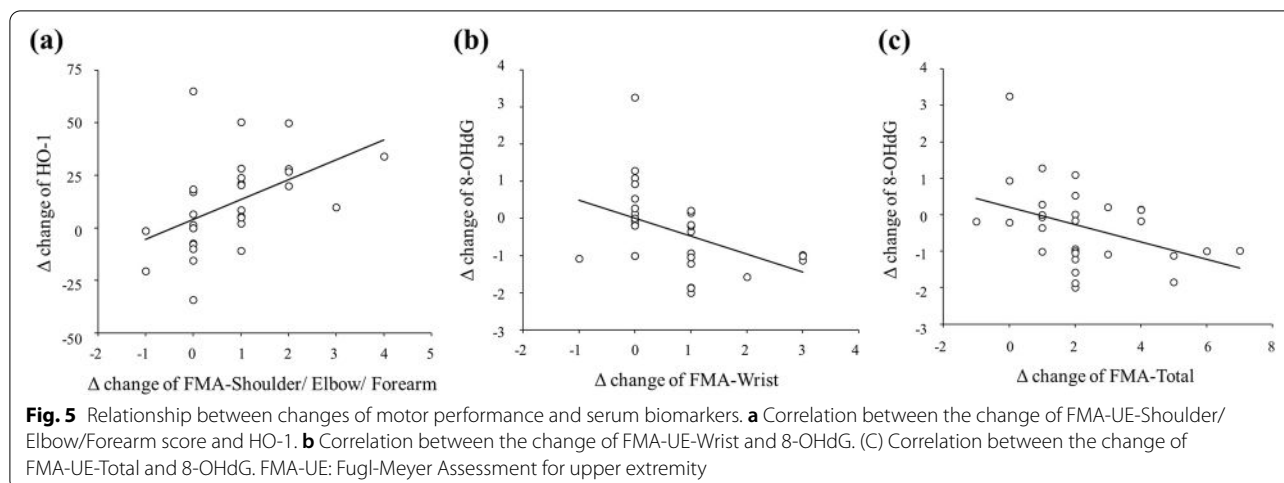 (a)
(b)
(c)
75
50
25
0
-25
-50
Δ change of HO-1
-2 -1 0 1 2 3 4 5
Δ change of FMA-Shoulder/ Elbow/ Forearm
4
3
2
1
0
-1
-2
-3
Δ change of 8-OHdG
-2 -1 0 1 2 3 4
Δ change of FMA-Wrist
4
3
2
1
0
-1
-2
-3
Δ change of 8-OHdG
-2 0 2 4 6 8
Δ change of FMA-Total
Fig. 5 Relationship between changes of motor performance and serum biomarkers. a Correlation between the change of FMA-UE-Shoulder/
Elbow/Forearm score and HO-1. b Correlation between the change of FMA-UE-Wrist and 8-OHdG. (C) Correlation between the change of
FMA-UE-Total and 8-OHdG. FMA-UE: Fugl-Meyer Assessment for upper extremity